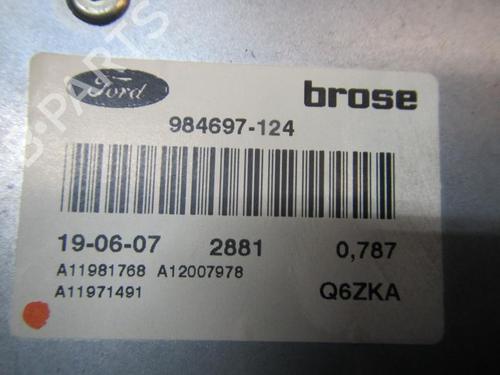 Ford brose
984697-124
19-06-07 2881 0,787
A11981768 A12007978
A11971491 Q6ZKA
B-PARTS